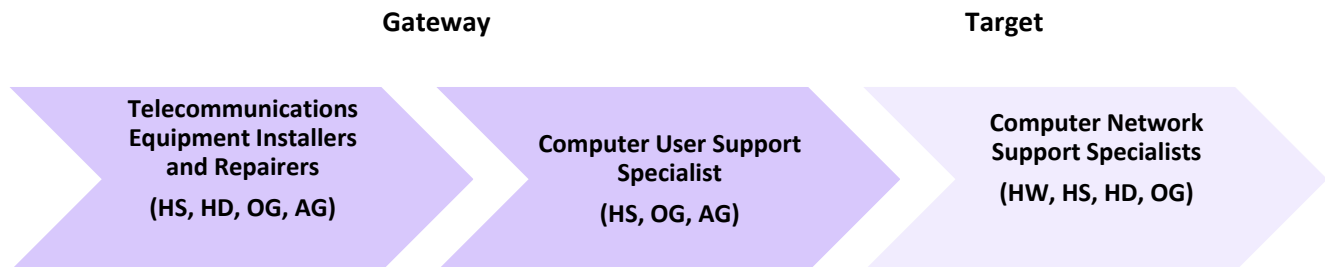 Gateway
Target
Telecommunications
Equipment Installers
and Repairers
(HS, HD, OG, AG)
Computer User Support
Specialist
(HS, OG, AG)
Computer Network
Support Specialists
(HW, HS, HD, OG)